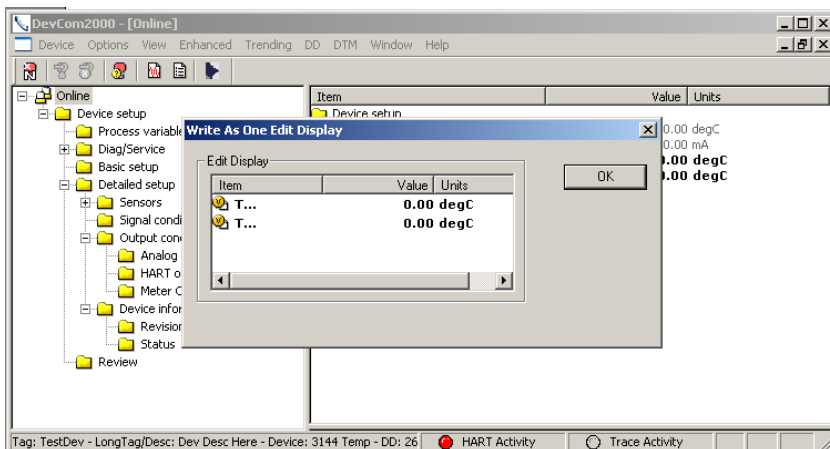 DevCom2000 - [Online]
Device Options View Enhanced Trending DD DTM Window Help
Online
Device setup
Process variable
Diag/Service
Basic setup
Detailed setup
Sensors
Signal condi
Output con
Analog
HART o
Meter C
Device infor
Revision
Status
Review
Item Value Units
Device setup
0.00 degC
0.00 mA
0.00 degC
0.00 degC
Write As One Edit Display
Edit Display
Item Value Units
T... 0.00 degC
T... 0.00 degC
OK
Tag: TestDev - LongTag/Desc: Dev Desc Here - Device: 3144 Temp - DD: 26 HART Activity Trace Activity